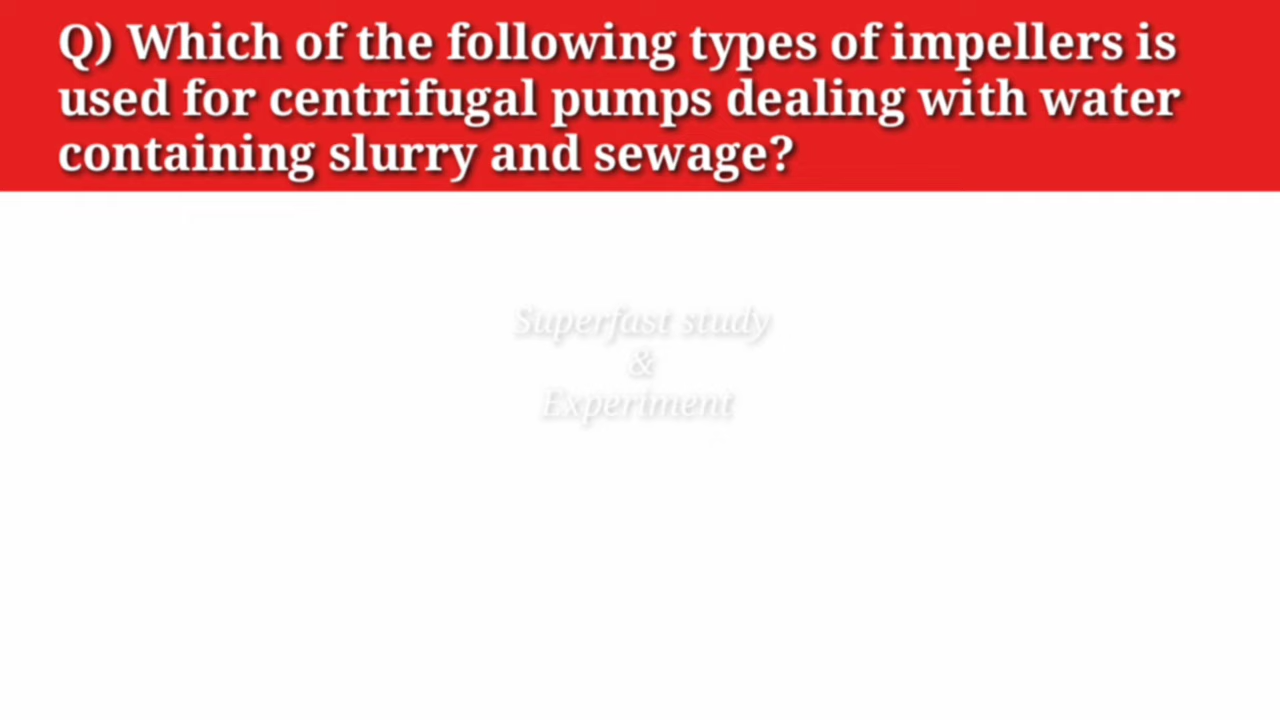 Q) Which of the following types of impellers is
used for centrifugal pumps dealing with water
containing slurry and sewage?
Superfast study
&
Experiment